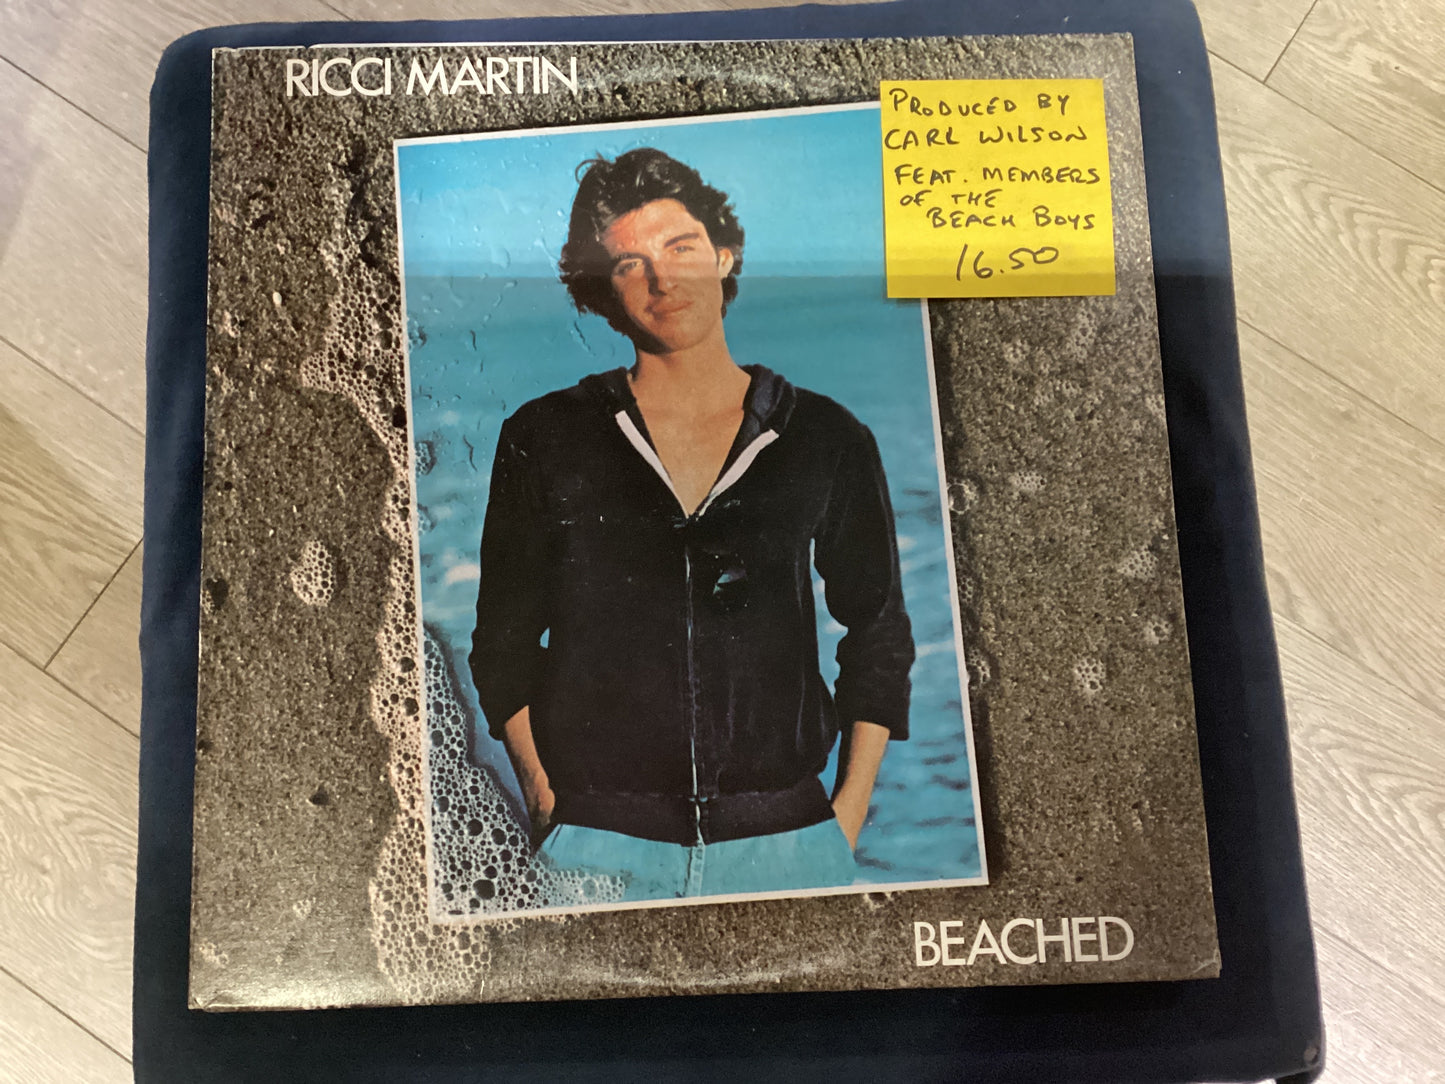 RICCI MARTIN
PRODUCED BY
CARL WILSON
FEAT. MEMBERS
OF THE
BEACH BOYS
16.50
BEACHED